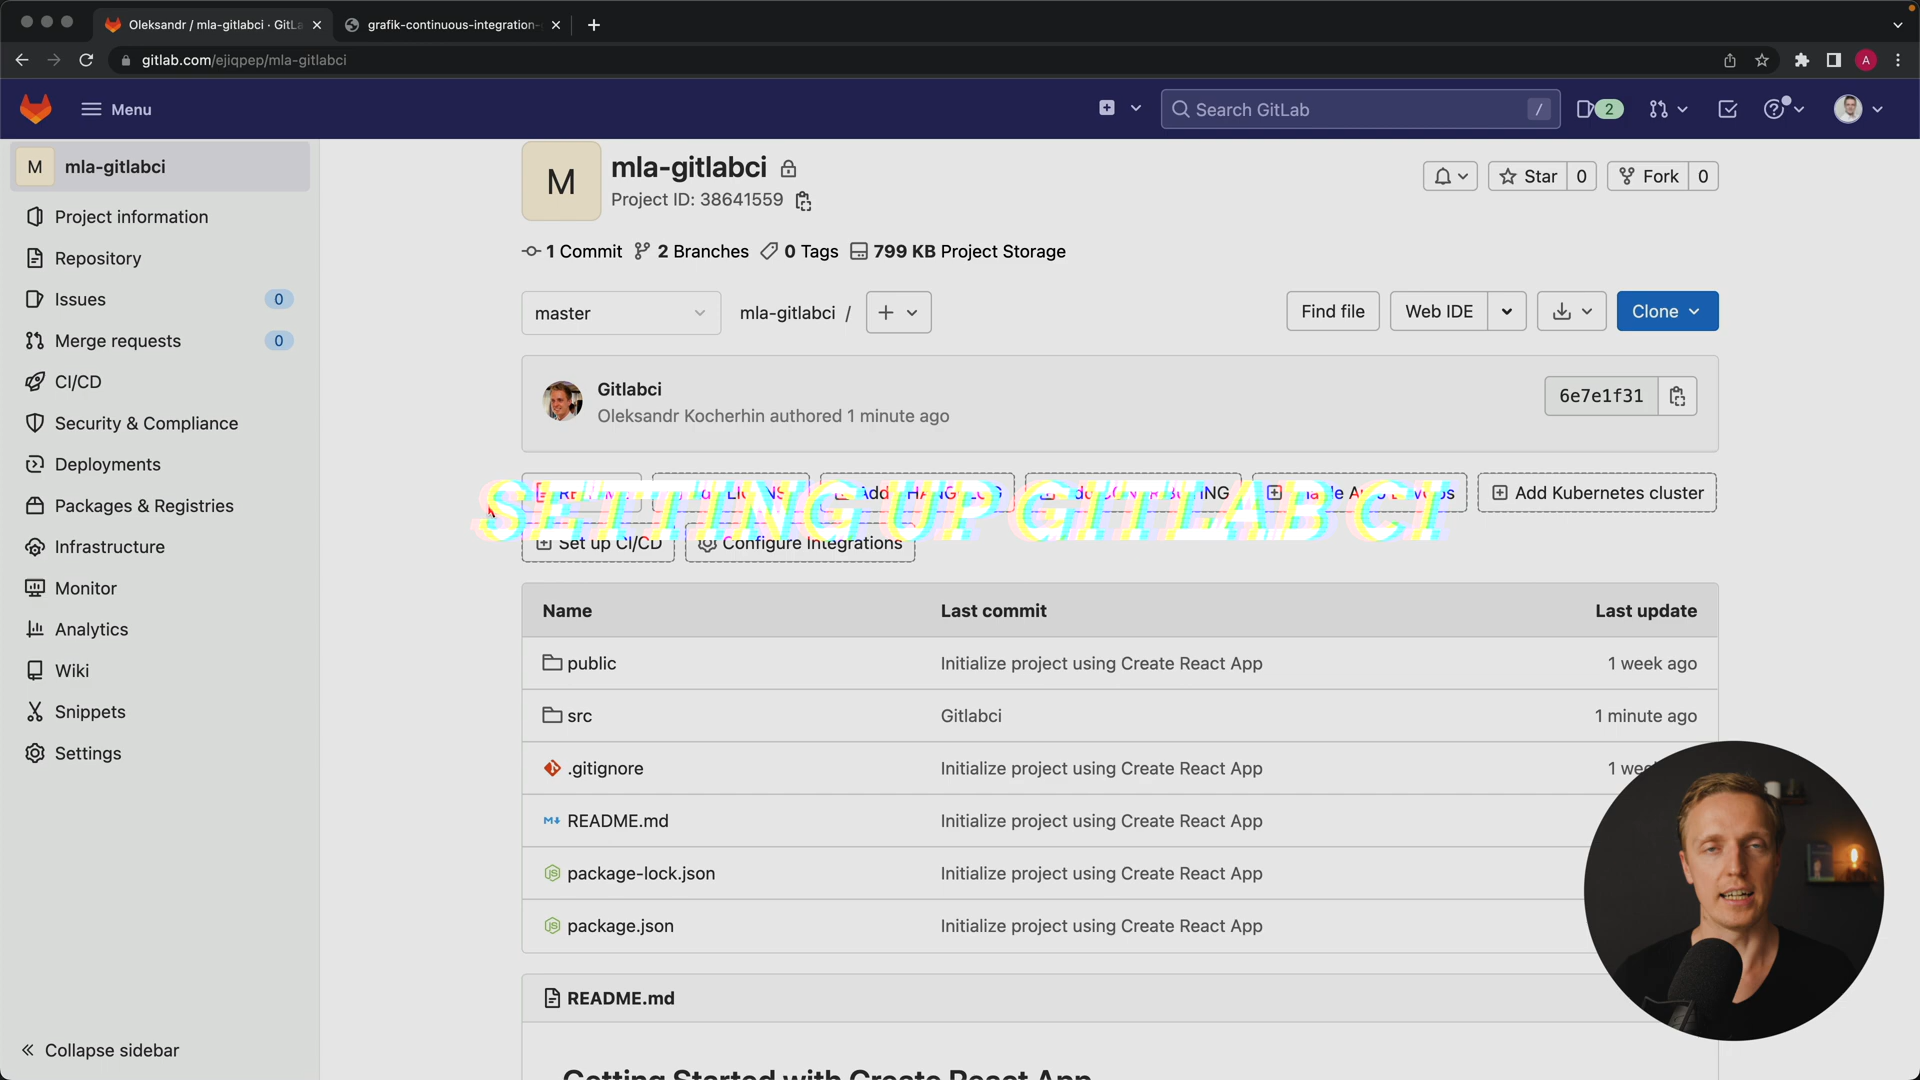 Oleksandr / mla-gitlabci · GitLa
grafik-continuous-integration-
gitlab.com/ejiqpep/mla-gitlabci
A
Menu
Search GitLab
/
2
M
mla-gitlabci
Project information
Repository
Issues
0
Merge requests
0
CI/CD
Security & Compliance
Deployments
Packages & Registries
Infrastructure
Monitor
Analytics
Wiki
Snippets
Settings
Collapse sidebar
M
mla-gitlabci
Project ID: 38641559
Star 0
Fork 0
1 Commit 2 Branches 0 Tags 799 KB Project Storage
master
mla-gitlabci /
Find file
Web IDE
Clone
Gitlabci
Oleksandr Kocherhin authored 1 minute ago
6e7e1f31
SETTING UP GITLAB CI
Add Kubernetes cluster
Set up CI/CD
Configure Integrations
Name Last commit Last update
public Initialize project using Create React App 1 week ago
src Gitlabci 1 minute ago
.gitignore Initialize project using Create React App 1 wee
README.md Initialize project using Create React App
package-lock.json Initialize project using Create React App
package.json Initialize project using Create React App
README.md
Getting Started with Create React App